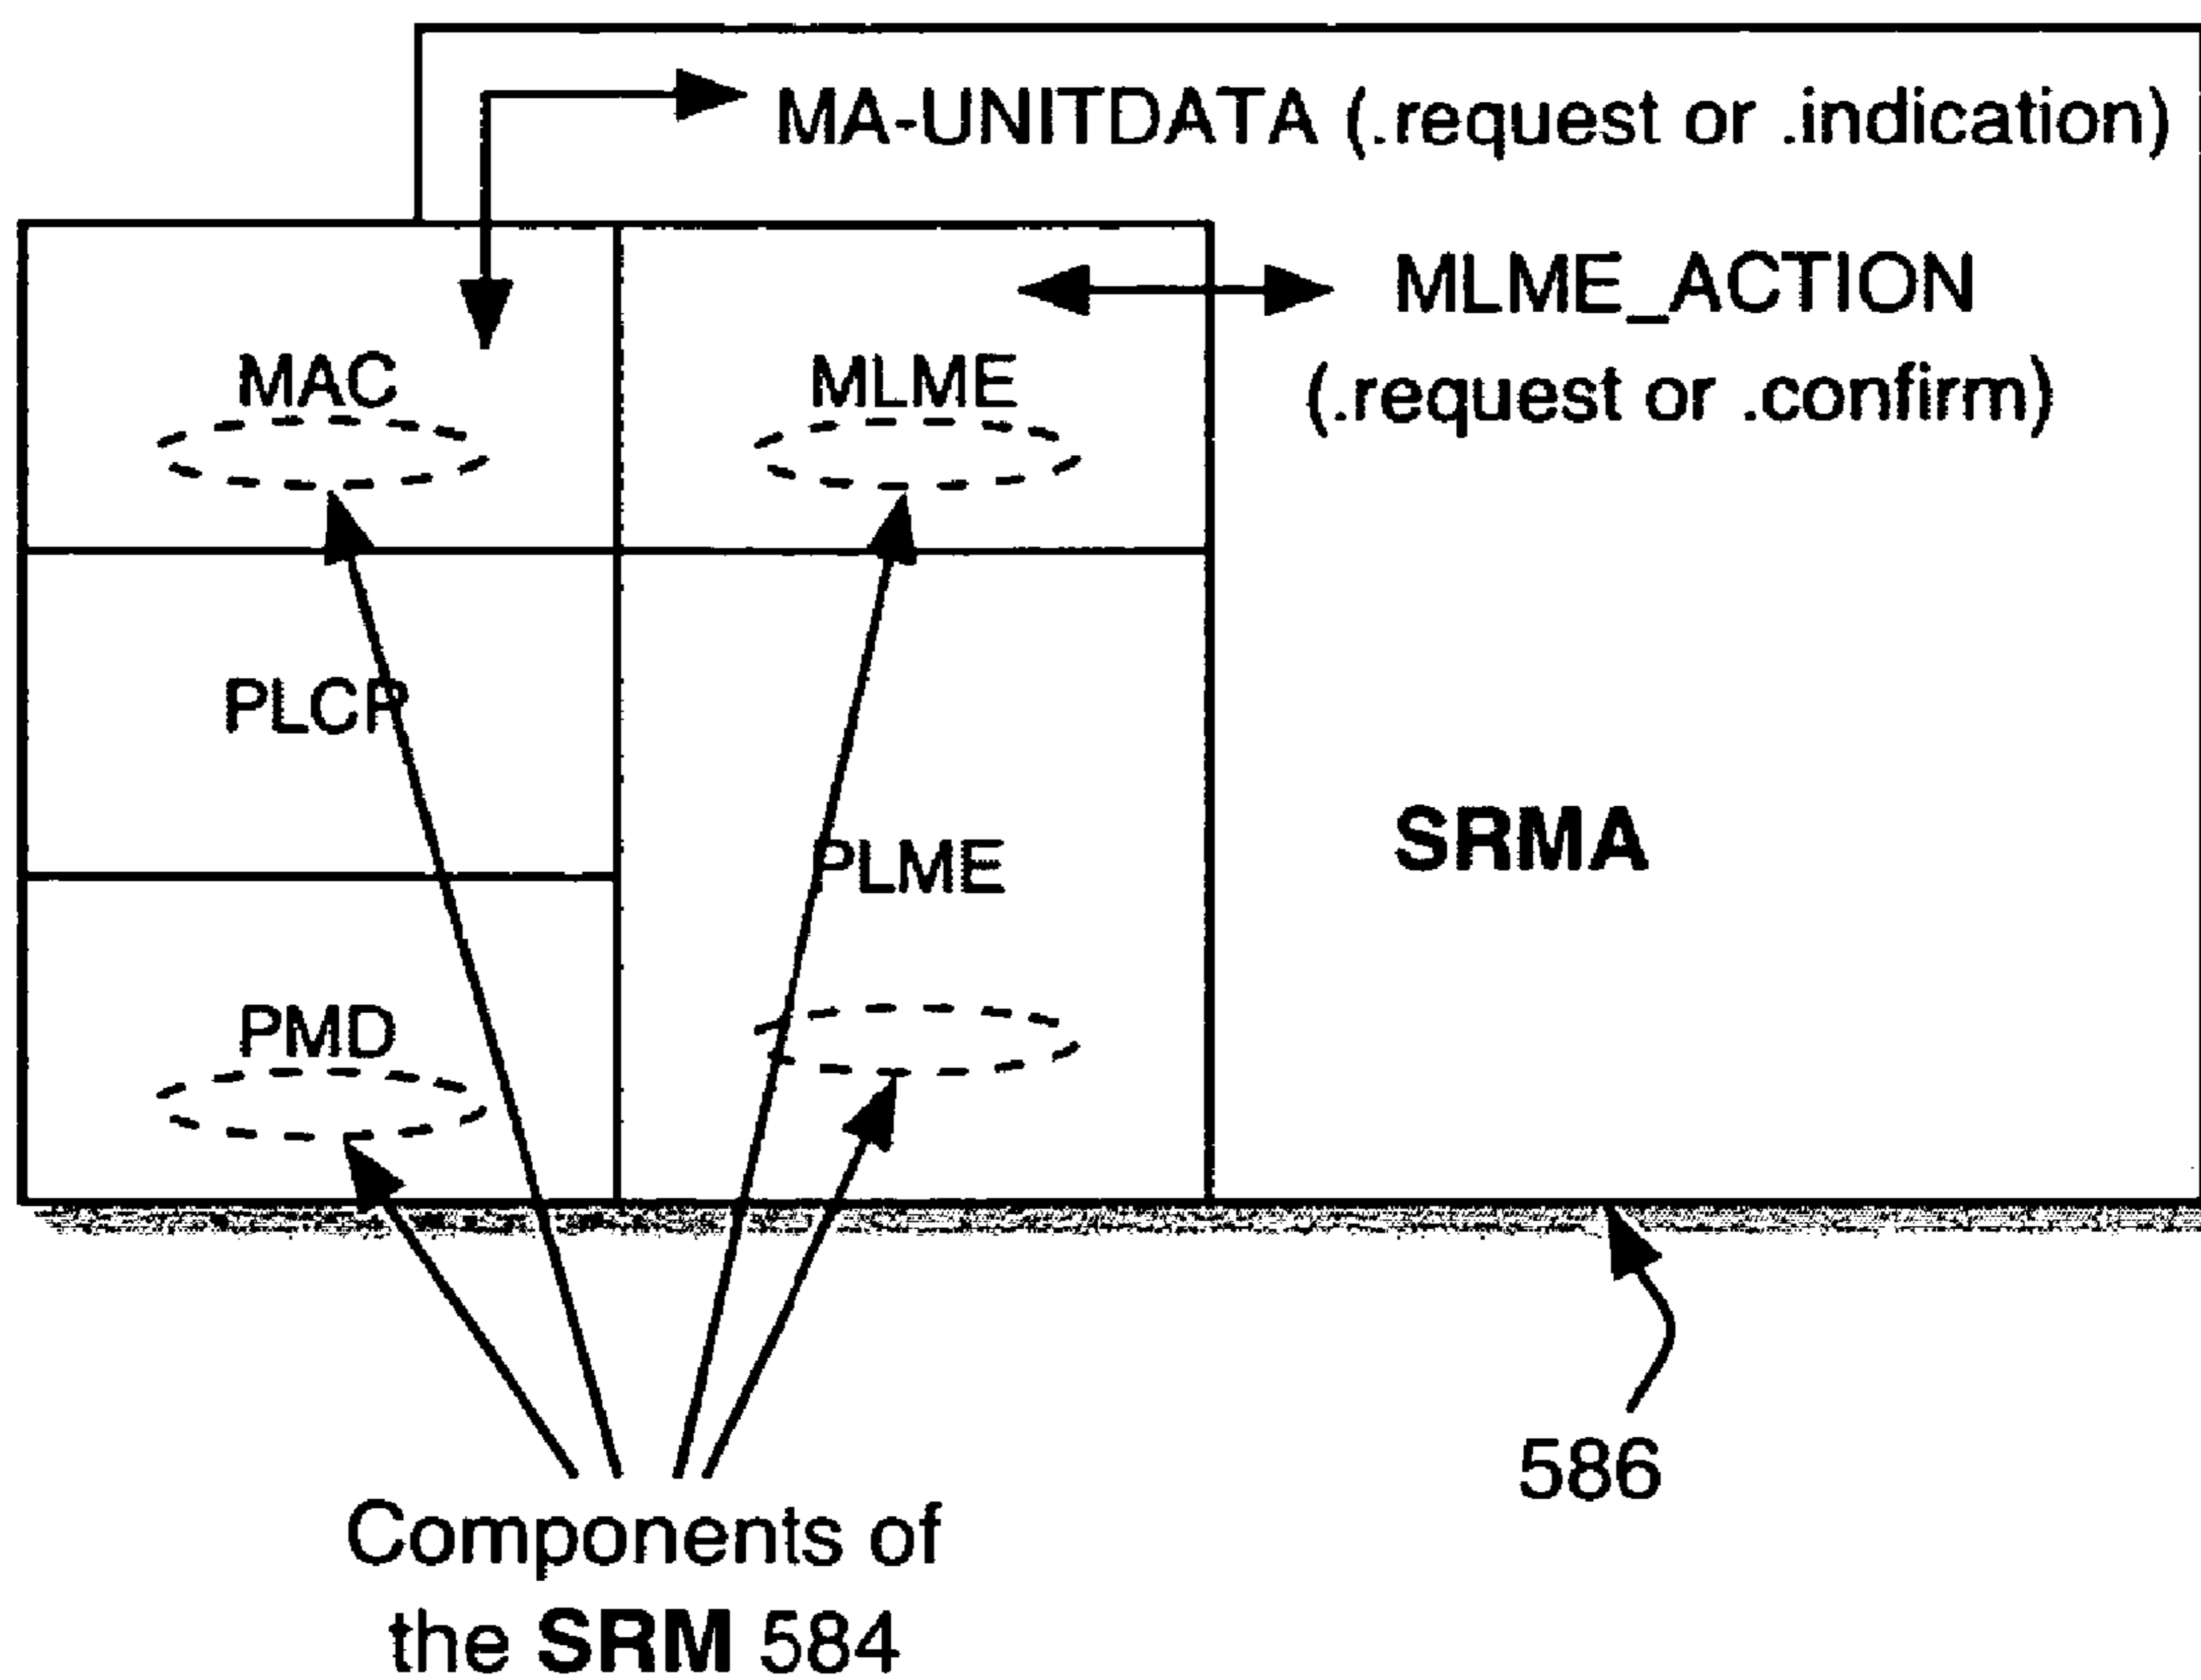 MA-UNITDATA (.request or .indication)
MLME_ACTION
(.request or .confirm)
MAC
MLME
PLCP
PLME
SRMA
PMD
586
Components of
the SRM 584